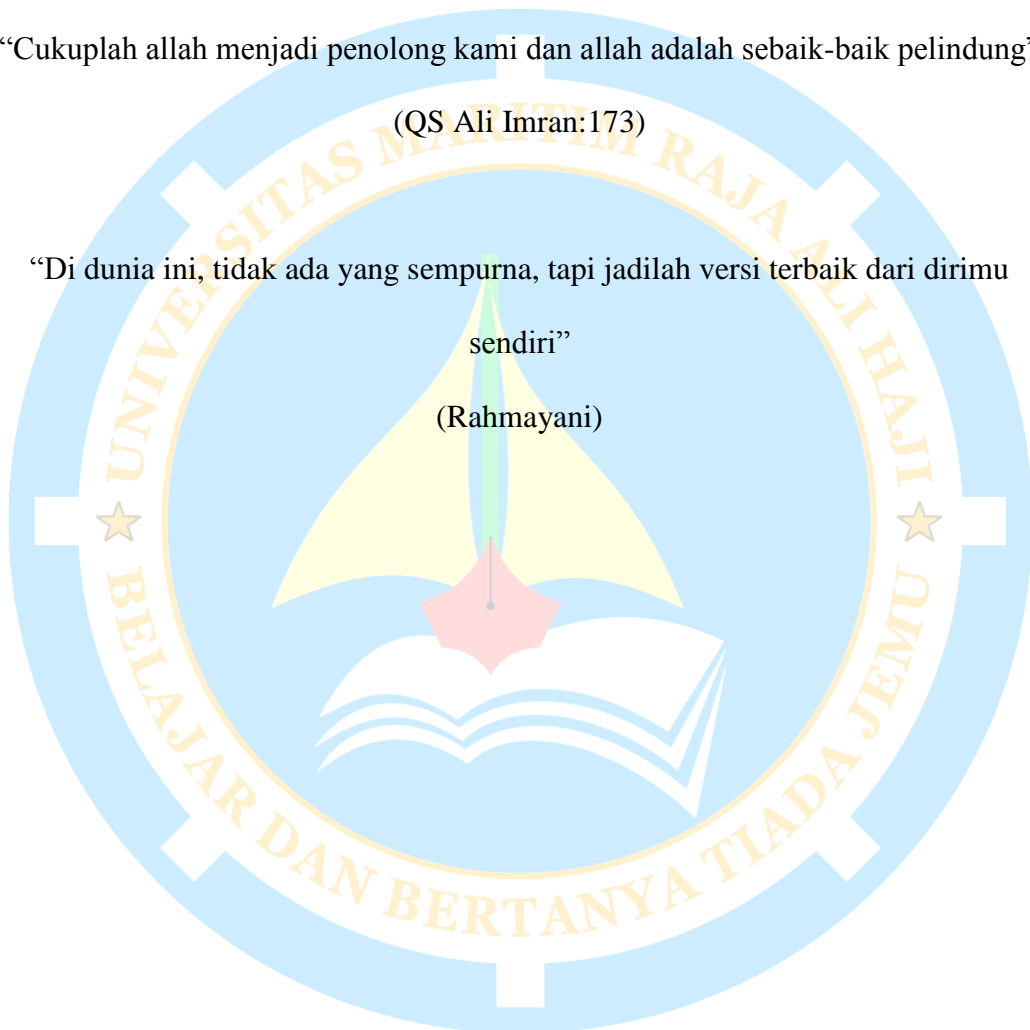 “Cukuplah allah menjadi penolong kami dan allah adalah sebaik-baik pelindung”
(QS Ali Imran:173)
“Di dunia ini, tidak ada yang sempurna, tapi jadilah versi terbaik dari dirimu
sendiri”
(Rahmayani)
UNIVERSITAS MARITIM RAJA ALI HAJI
BELAJAR DAN BERTANYA TIADA JEMU